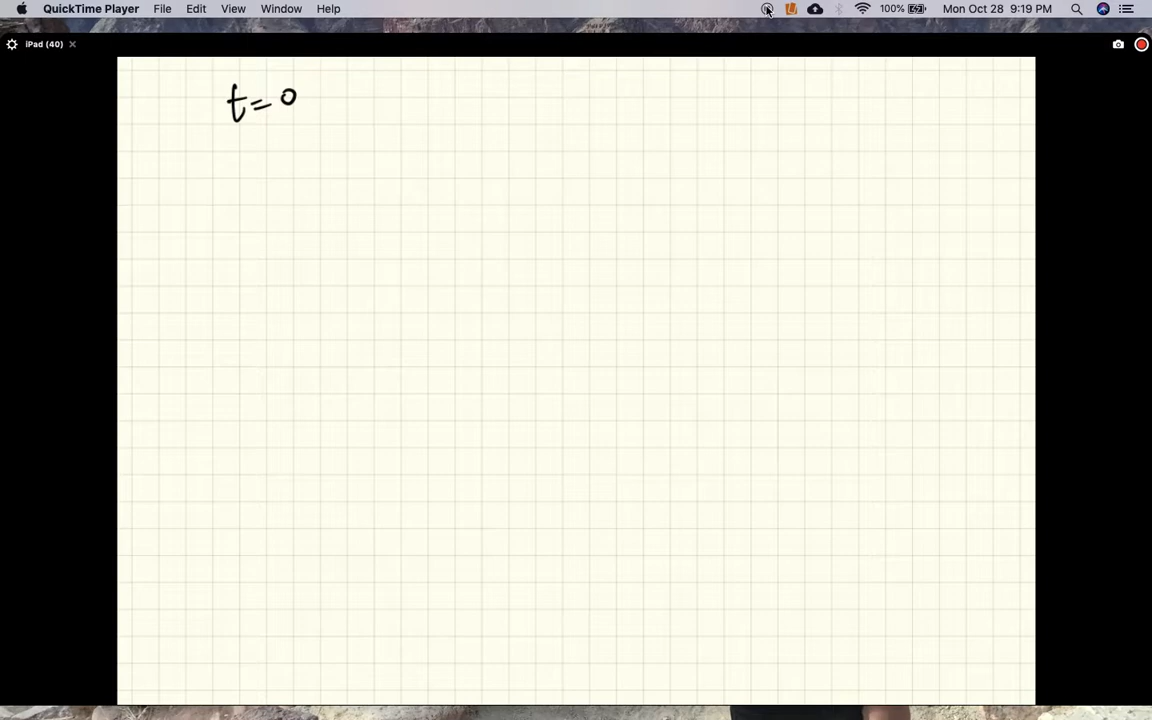 QuickTime Player File Edit View Window Help 100% Mon Oct 28 9:19 PM
iPad (40)
t=0